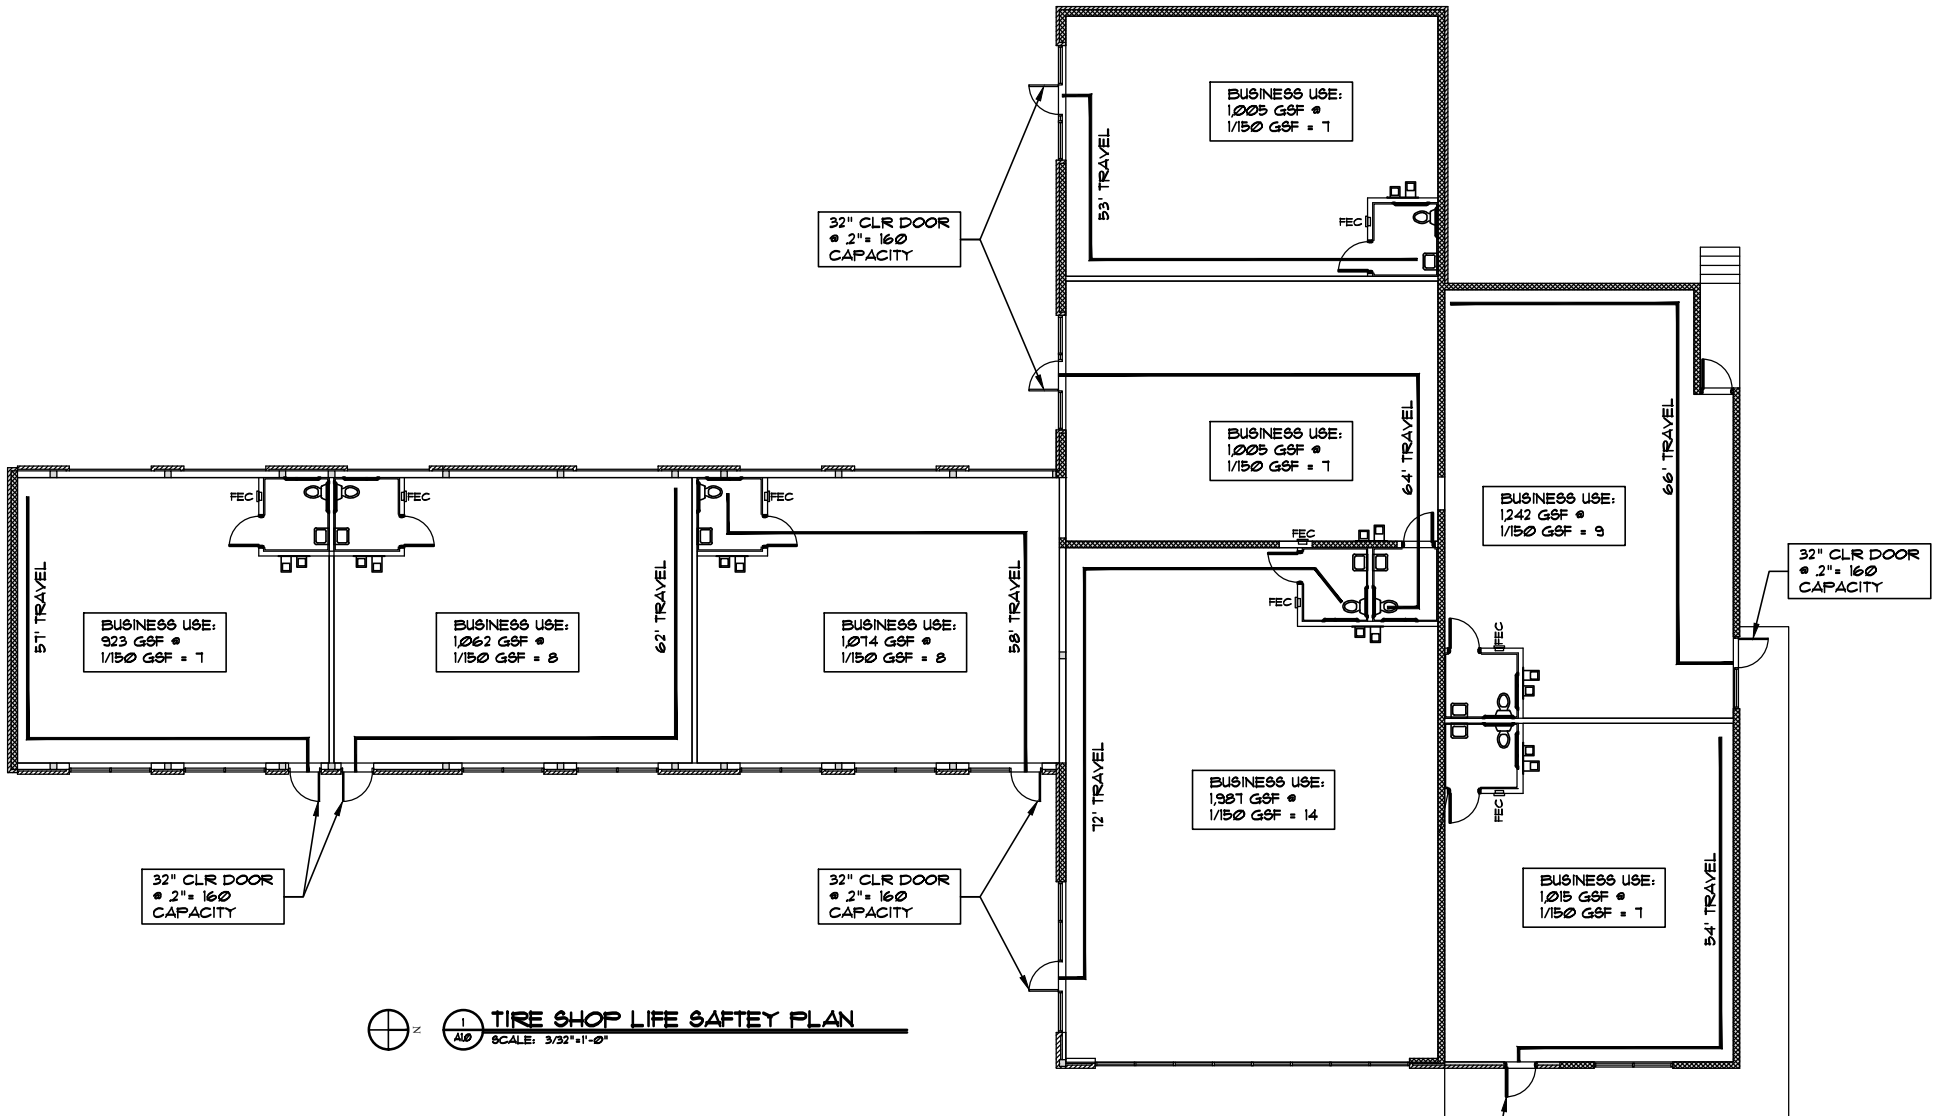 BUSINESS USE:
1,005 GSF @
1/150 GSF = 7
53' TRAVEL
FEC
32" CLR DOOR
@ .2"= 160
CAPACITY
BUSINESS USE:
1,005 GSF @
1/150 GSF = 7
64' TRAVEL
66' TRAVEL
BUSINESS USE:
1,242 GSF @
1/150 GSF = 9
32" CLR DOOR
@ .2"= 160
CAPACITY
FEC
FEC
FEC
FEC
FEC
FEC
57' TRAVEL
BUSINESS USE:
923 GSF @
1/150 GSF = 7
BUSINESS USE:
1,062 GSF @
1/150 GSF = 8
62' TRAVEL
BUSINESS USE:
1,074 GSF @
1/150 GSF = 8
58' TRAVEL
72' TRAVEL
BUSINESS USE:
1,987 GSF @
1/150 GSF = 14
FEC
BUSINESS USE:
1,015 GSF @
1/150 GSF = 7
54' TRAVEL
32" CLR DOOR
@ .2"= 160
CAPACITY
32" CLR DOOR
@ .2"= 160
CAPACITY
N
1
A1.0
TIRE SHOP LIFE SAFTEY PLAN
SCALE: 3/32"=1'-0"